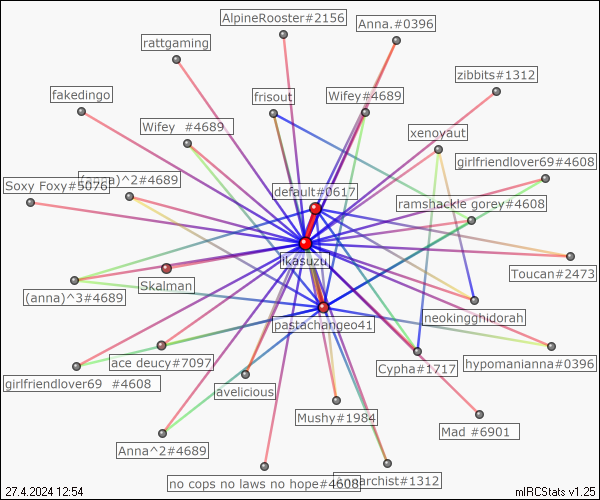 AlpineRooster#2156
Anna.#0396
rattgaming
zibbits#1312
fakedingo
frisout
Wifey#4689
Wifey #4689
xenoyaut
girlfriendlover69#4608
Soxy Foxy#5076
(anna)^2#4689
default#0617
ramshackle gorey#4608
ikasuzu
Toucan#2473
Skalman
(anna)^3#4689
neokingghidorah
pastachangeo41
ace deucy#7097
Cypha#1717
hypomanianna#0396
girlfriendlover69 #4608
avelicious
Mushy#1984
Mad #6901
Anna^2#4689
no cops no laws no hope#4608
archist#1312
27.4.2024 12:54
mIRCStats v1.25